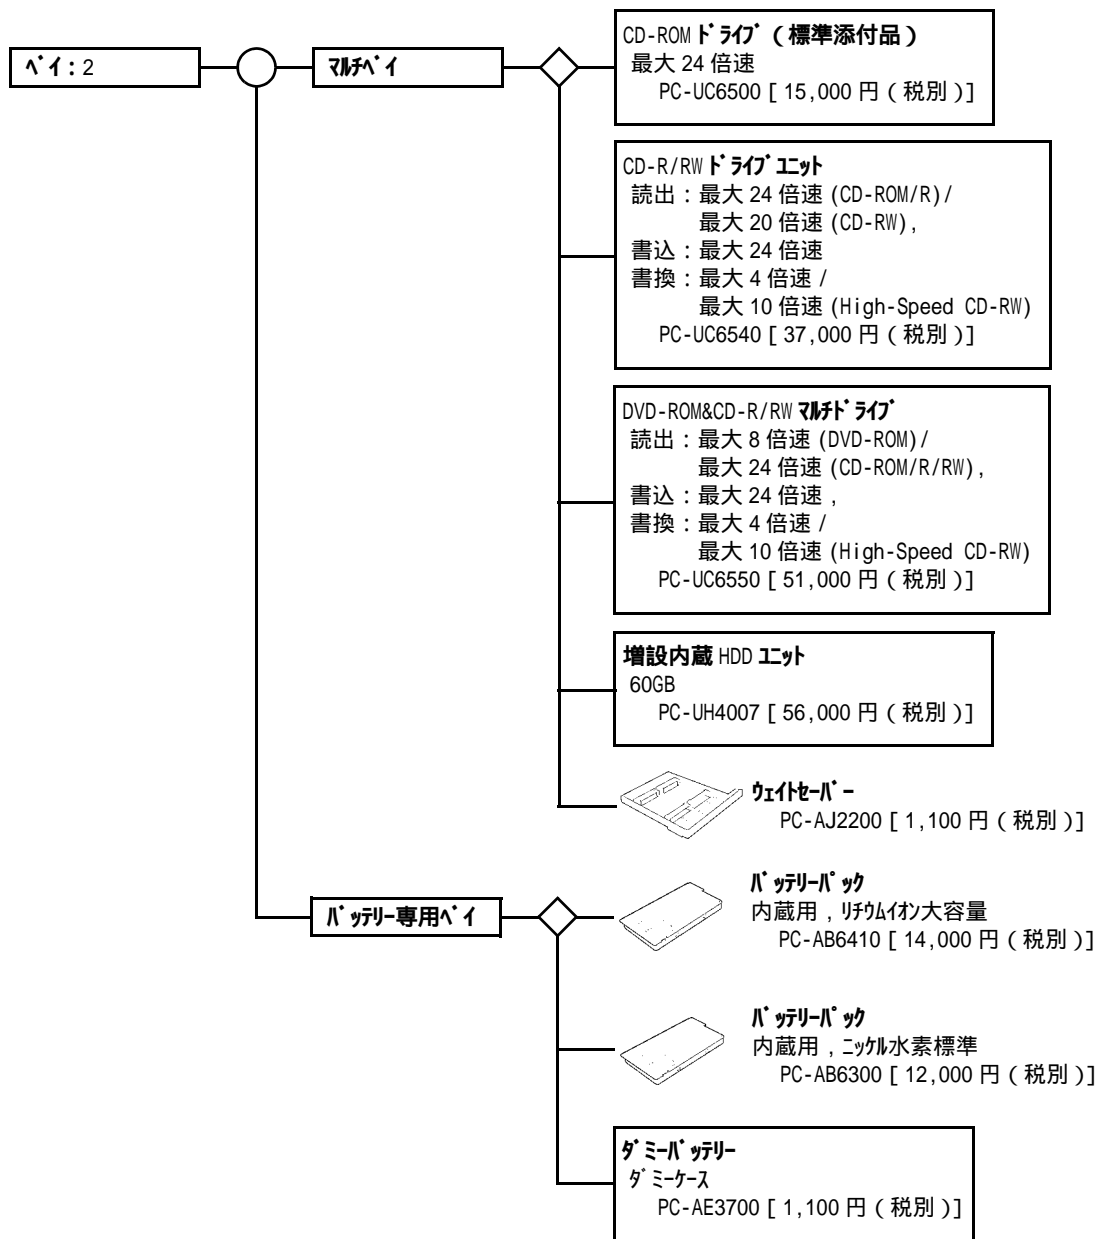 ﾍﾞｲ：2
ﾏﾙﾁﾍﾞｲ
CD-ROM ﾄﾞﾗｲﾌﾞ（標準添付品）
最大 24 倍速
PC-UC6500 [ 15,000 円（税別）]
CD-R/RW ﾄﾞﾗｲﾌﾞﾕﾆｯﾄ
読出：最大 24 倍速 (CD-ROM/R)/
最大 20 倍速 (CD-RW),
書込：最大 24 倍速
書換：最大 4 倍速 /
最大 10 倍速 (High-Speed CD-RW)
PC-UC6540 [ 37,000 円（税別）]
DVD-ROM&CD-R/RW ﾏﾙﾁﾄﾞﾗｲﾌﾞ
読出：最大 8 倍速 (DVD-ROM)/
最大 24 倍速 (CD-ROM/R/RW),
書込：最大 24 倍速 ,
書換：最大 4 倍速 /
最大 10 倍速 (High-Speed CD-RW)
PC-UC6550 [ 51,000 円（税別）]
増設内蔵 HDD ﾕﾆｯﾄ
60GB
PC-UH4007 [ 56,000 円（税別）]
ｳｪｲﾄｾｰﾊﾞｰ
PC-AJ2200 [ 1,100 円（税別）]
ﾊﾞｯﾃﾘｰ専用ﾍﾞｲ
ﾊﾞｯﾃﾘｰﾊﾟｯｸ
内蔵用 , ﾘﾁｳﾑｲｵﾝ大容量
PC-AB6410 [ 14,000 円（税別）]
ﾊﾞｯﾃﾘｰﾊﾟｯｸ
内蔵用 , ﾆｯｹﾙ水素標準
PC-AB6300 [ 12,000 円（税別）]
ﾀﾞﾐｰﾊﾞｯﾃﾘｰ
ﾀﾞﾐｰｹｰｽ
PC-AE3700 [ 1,100 円（税別）]